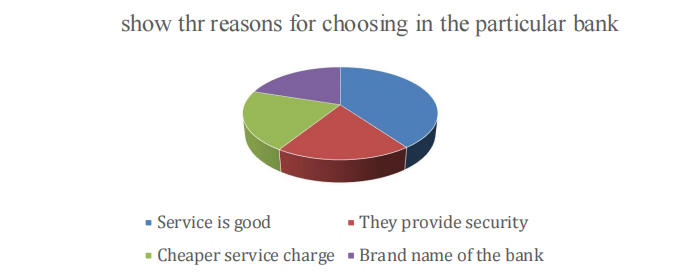 show thr reasons for choosing in the particular bank
Service is good
They provide security
Cheaper service charge
Brand name of the bank